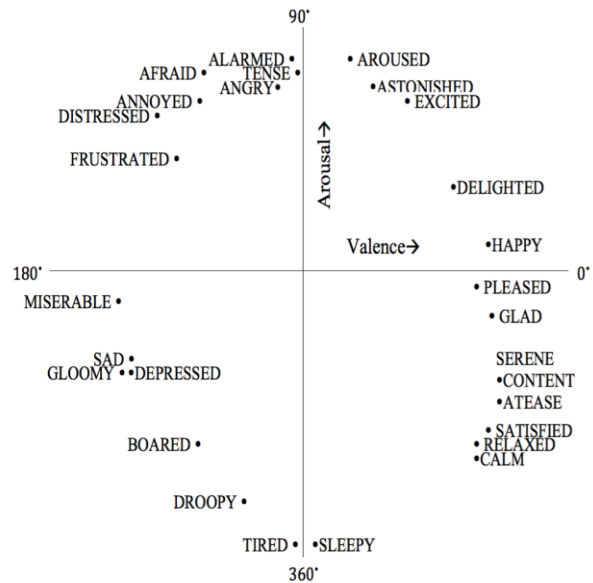 90°
ALARMED
AROUSED
AFRAID
TENSE
ANGRY
ASTONISHED
ANNOYED
EXCITED
DISTRESSED
FRUSTRATED
Arousal→
DELIGHTED
Valence→
HAPPY
180°
0°
PLEASED
MISERABLE
GLAD
SAD
SERENE
GLOOMY
DEPRESSED
CONTENT
ATEASE
SATISFIED
BOARED
RELAXED
CALM
DROOPY
TIRED
SLEEPY
360°